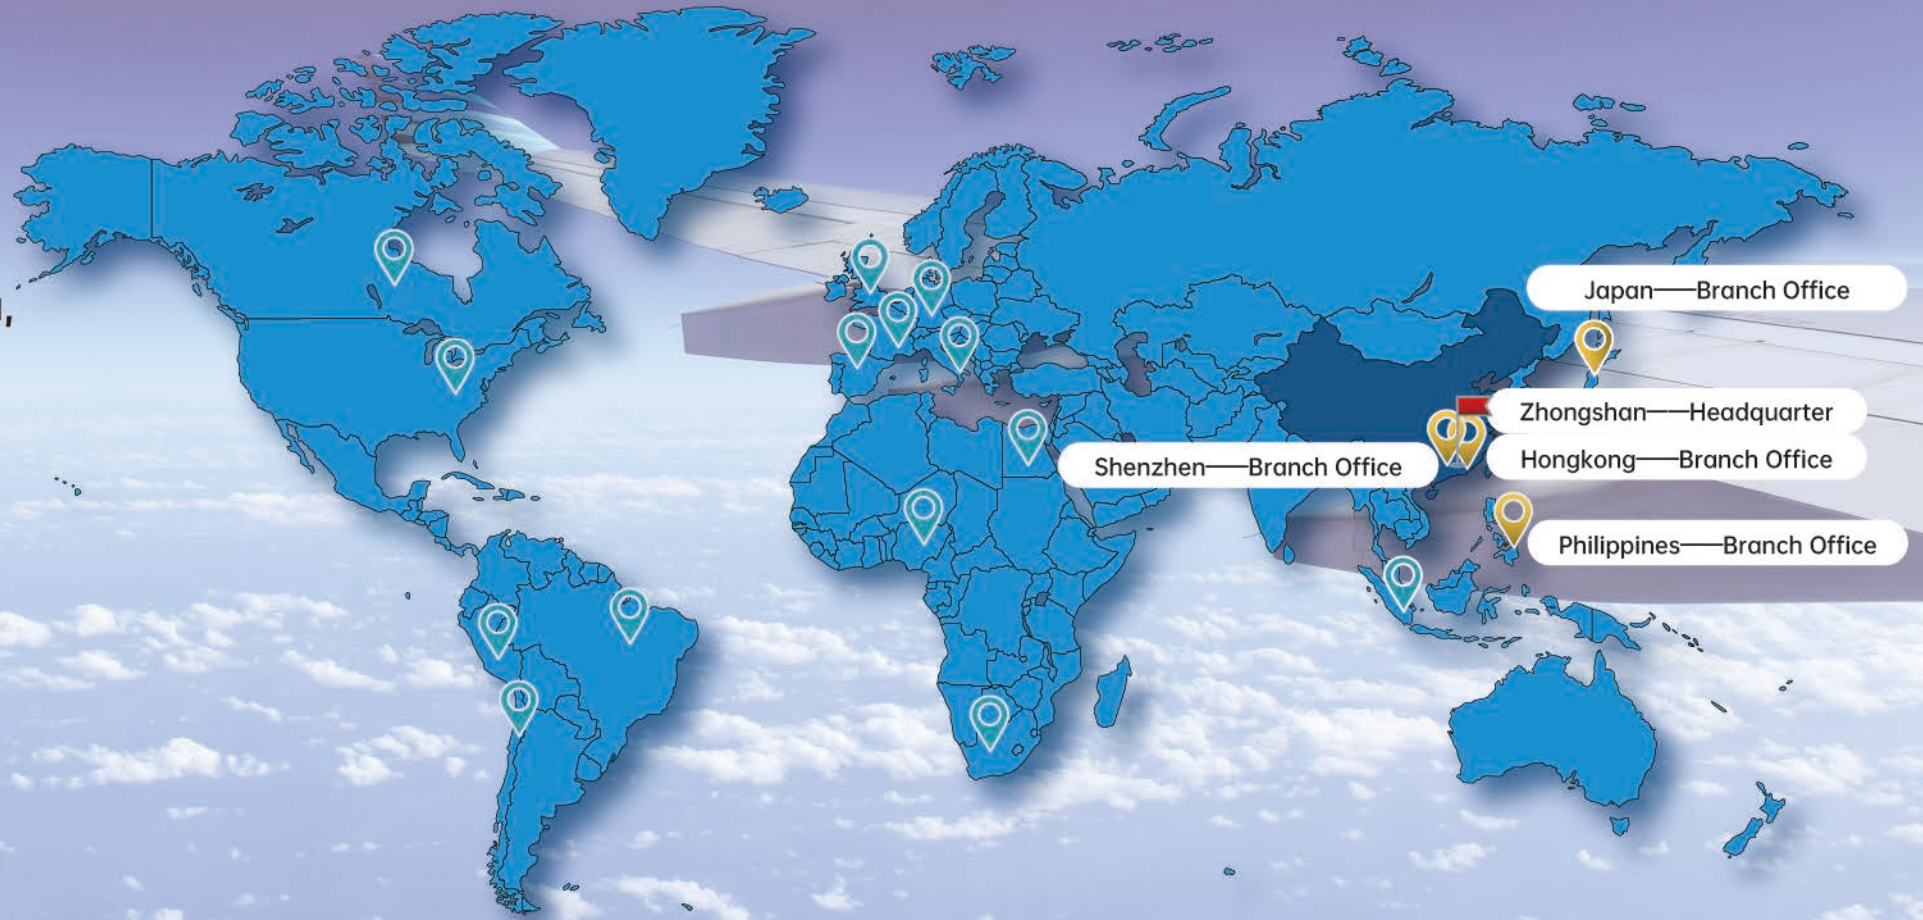 Japan——Branch Office
Zhongshan——Headquarter
Shenzhen——Branch Office
Hongkong——Branch Office
Philippines——Branch Office